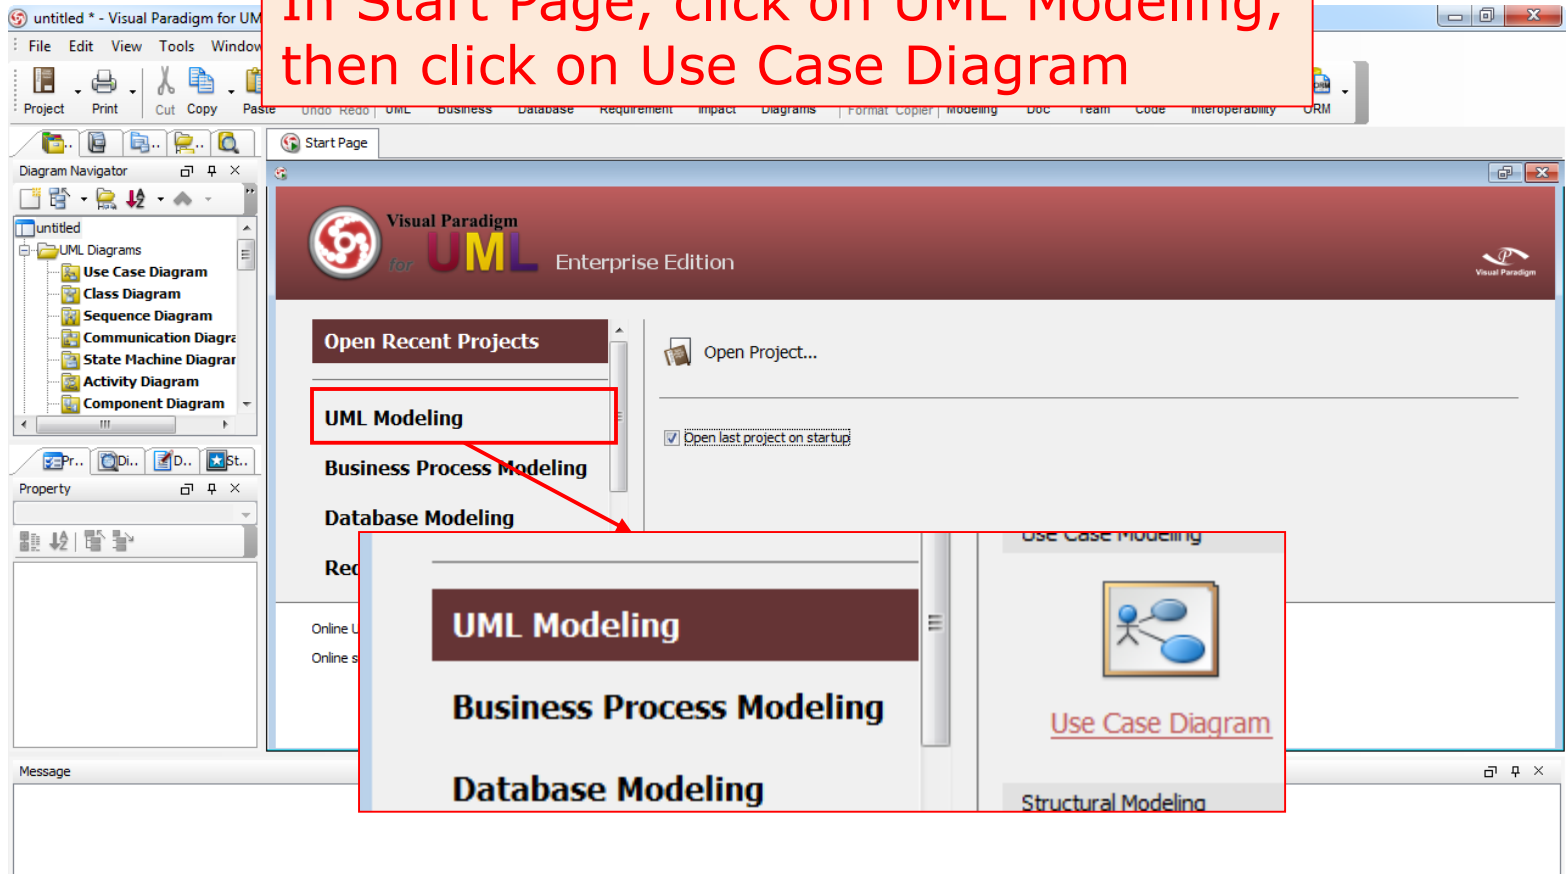 In Start Page, click on UML Modeling,
then click on Use Case Diagram
untitled * - Visual Paradigm for UM
File Edit View Tools Window
Project Print Cut Copy Paste Undo Redo UML Business Database Requirement Impact Diagrams Format Copier Modeling Doc Team Code Interoperability ORM
Start Page
Diagram Navigator
untitled
UML Diagrams
Use Case Diagram
Class Diagram
Sequence Diagram
Communication Diagra
State Machine Diagrar
Activity Diagram
Component Diagram
Pr.. Di.. D.. St..
Property
Visual Paradigm
for UML Enterprise Edition
Visual Paradigm
Open Recent Projects
UML Modeling
Business Process Modeling
Database Modeling
Rec
Open Project...
Open last project on startup
Online U
Online s
UML Modeling
Business Process Modeling
Database Modeling
Use Case Modeling
Use Case Diagram
Structural Modeling
Message